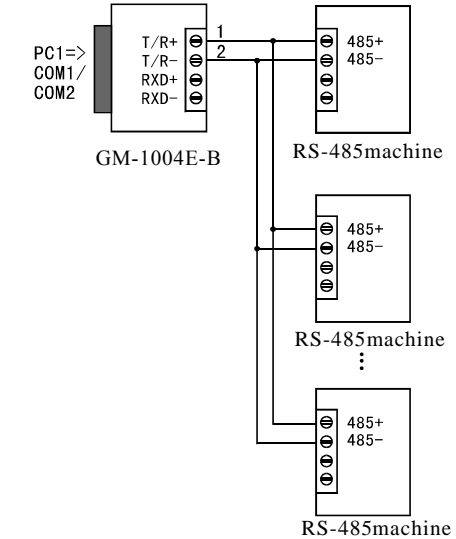 PC1=>
COM1/
COM2
T/R+
T/R-
RXD+
RXD-
1
2
GM-1004E-B
485+
485-
RS-485machine
485+
485-
RS-485machine
485+
485-
RS-485machine